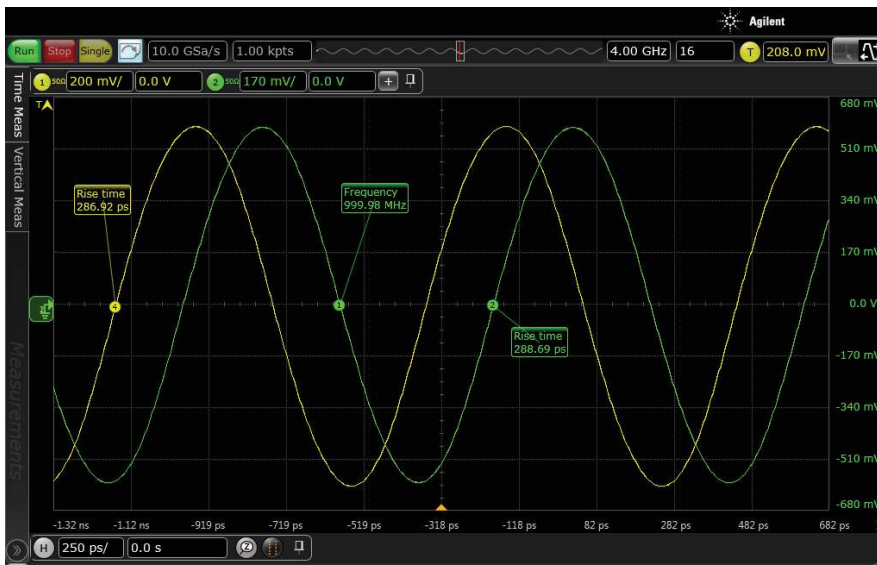 Agilent
Run Stop Single 10.0 GSa/s 1.00 kpts 4.00 GHz 16 T 208.0 mV
1 50Ω 200 mV/ 0.0 V 2 50Ω 170 mV/ 0.0 V +
Time Meas
Vertical Meas
Measurements
T
680 mV
510 mV
340 mV
170 mV
0.0 V
-170 mV
-340 mV
-510 mV
-680 mV
Rise time
286.92 ps
Frequency
999.98 MHz
4
1
2
Rise time
288.69 ps
-1.32 ns -1.12 ns -919 ps -719 ps -519 ps -318 ps -118 ps 82 ps 282 ps 482 ps 682 ps
H 250 ps/ 0.0 s Z